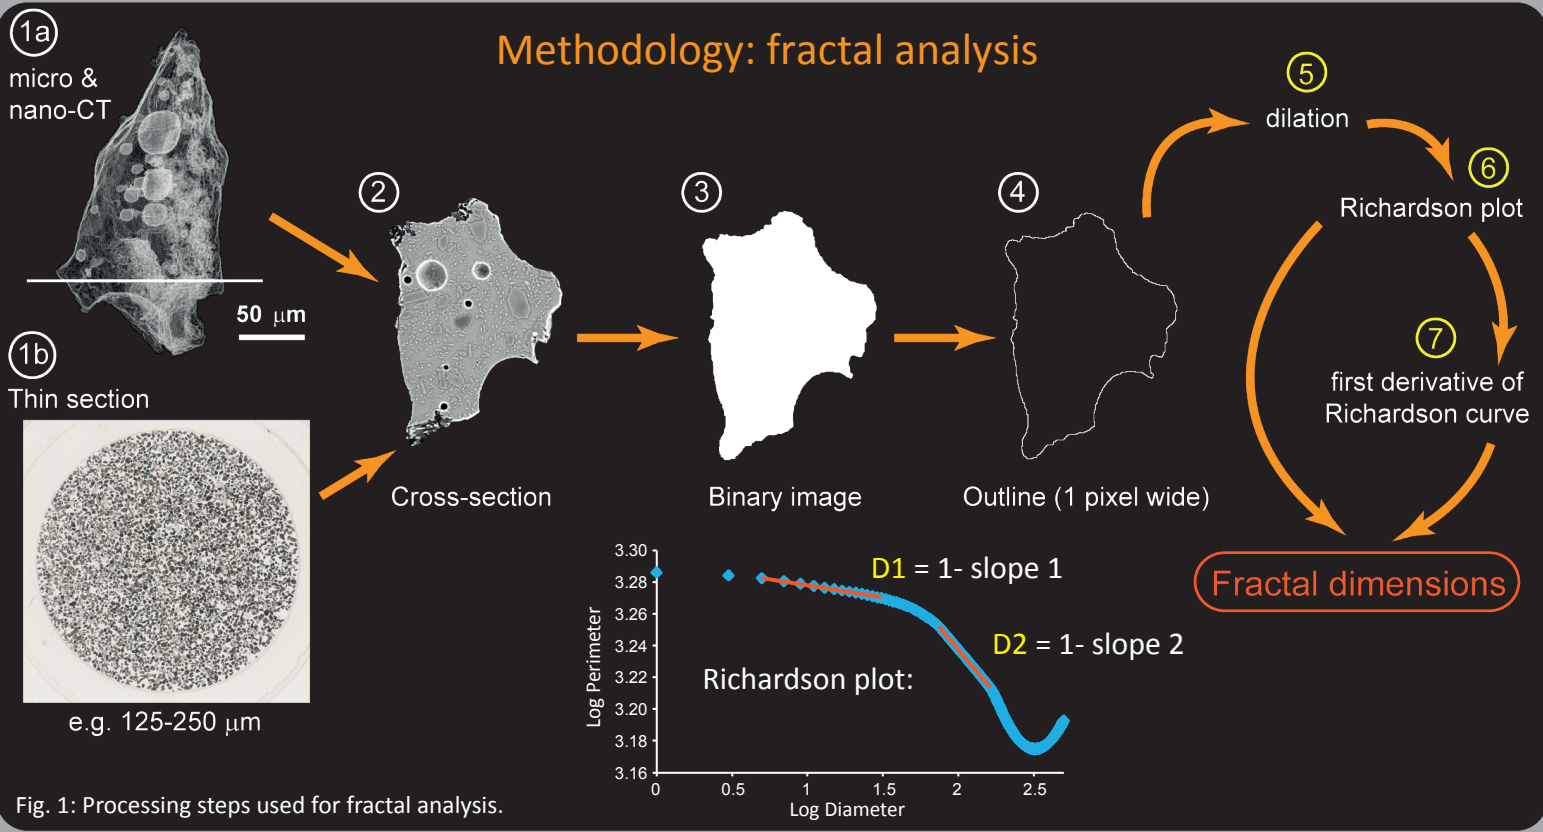 Methodology: fractal analysis
1a
micro &
nano-CT
50 μm
1b
Thin section
e.g. 125-250 μm
2
Cross-section
3
Binary image
4
Outline (1 pixel wide)
5
dilation
6
Richardson plot
7
first derivative of
Richardson curve
Fractal dimensions
D1 = 1- slope 1
D2 = 1- slope 2
Richardson plot:
Log Perimeter
3.30
3.28
3.26
3.24
3.22
3.20
3.18
3.16
0 0.5 1 1.5 2 2.5
Log Diameter
Fig. 1: Processing steps used for fractal analysis.